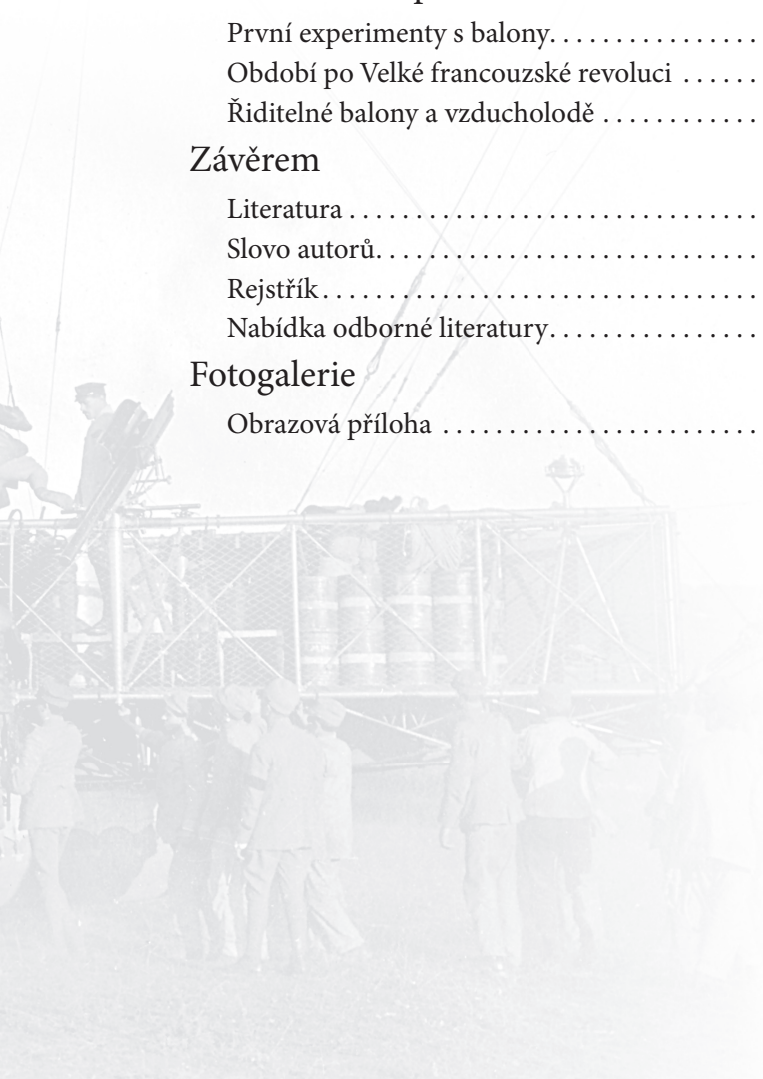 První experimenty s balony. . . . . . . . . . . . . . . .
Období po Velké francouzské revoluci . . . . . .
Řiditelné balony a vzducholodě . . . . . . . . . . . .
Závěrem
Literatura . . . . . . . . . . . . . . . . . . . . . . . . . . . . . . .
Slovo autorů. . . . . . . . . . . . . . . . . . . . . . . . . . . . .
Rejstřík . . . . . . . . . . . . . . . . . . . . . . . . . . . . . . . . .
Nabídka odborné literatury. . . . . . . . . . . . . . . .
Fotogalerie
Obrazová příloha . . . . . . . . . . . . . . . . . . . . . . . .